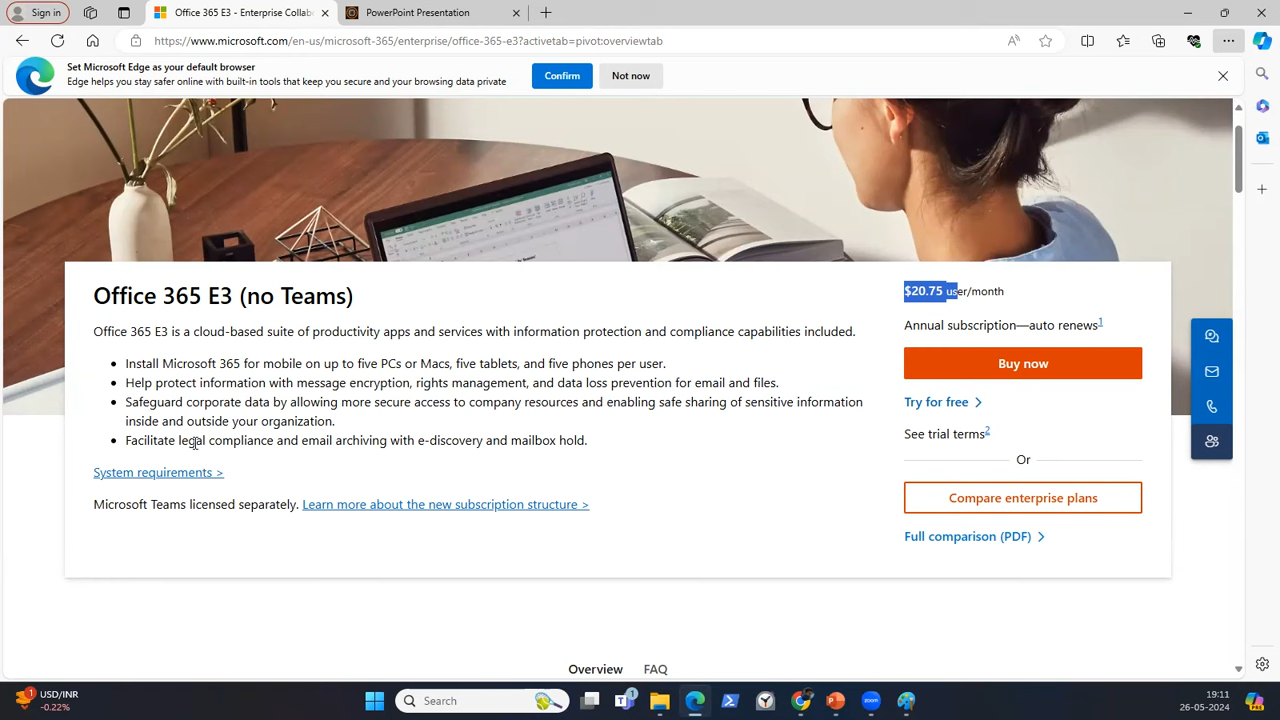 Sign in
Office 365 E3 - Enterprise Collab
PowerPoint Presentation
https://www.microsoft.com/en-us/microsoft-365/enterprise/office-365-e3?activetab=pivot:overviewtab
Set Microsoft Edge as your default browser
Edge helps you stay safer online with built-in tools that keep you secure and your browsing data private
Confirm
Not now
Office 365 E3 (no Teams)
Office 365 E3 is a cloud-based suite of productivity apps and services with information protection and compliance capabilities included.
• Install Microsoft 365 for mobile on up to five PCs or Macs, five tablets, and five phones per user.
• Help protect information with message encryption, rights management, and data loss prevention for email and files.
• Safeguard corporate data by allowing more secure access to company resources and enabling safe sharing of sensitive information
inside and outside your organization.
• Facilitate legal compliance and email archiving with e-discovery and mailbox hold.
System requirements >
Microsoft Teams licensed separately. Learn more about the new subscription structure >
$20.75 user/month
Annual subscription—auto renews1
Buy now
Try for free >
See trial terms2
Or
Compare enterprise plans
Full comparison (PDF) >
Overview
FAQ
1
USD/INR
-0.22%
Search
1
zoom
19:11
26-05-2024